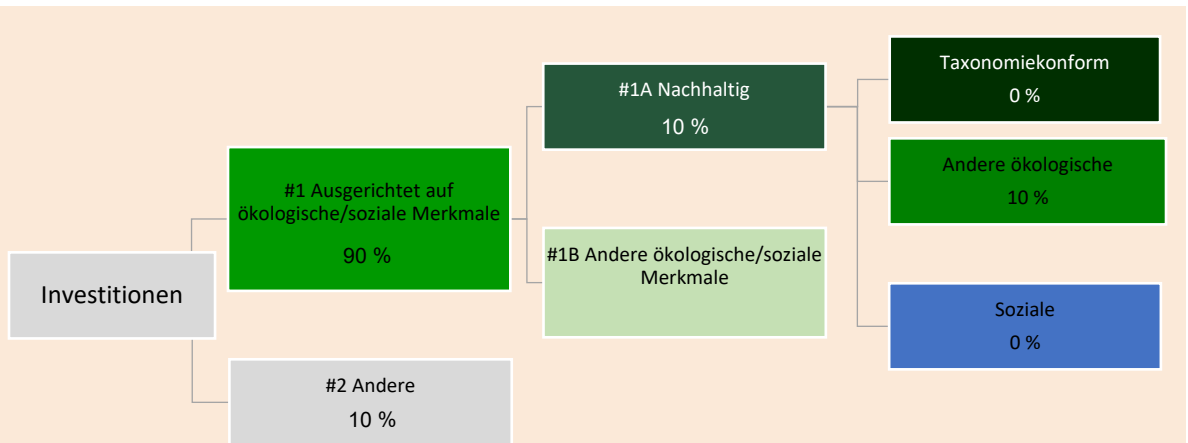 Investitionen
#1 Ausgerichtet auf
ökologische/soziale Merkmale
90 %
#2 Andere
10 %
#1A Nachhaltig
10 %
#1B Andere ökologische/soziale
Merkmale
Taxonomiekonform
0 %
Andere ökologische
10 %
Soziale
0 %